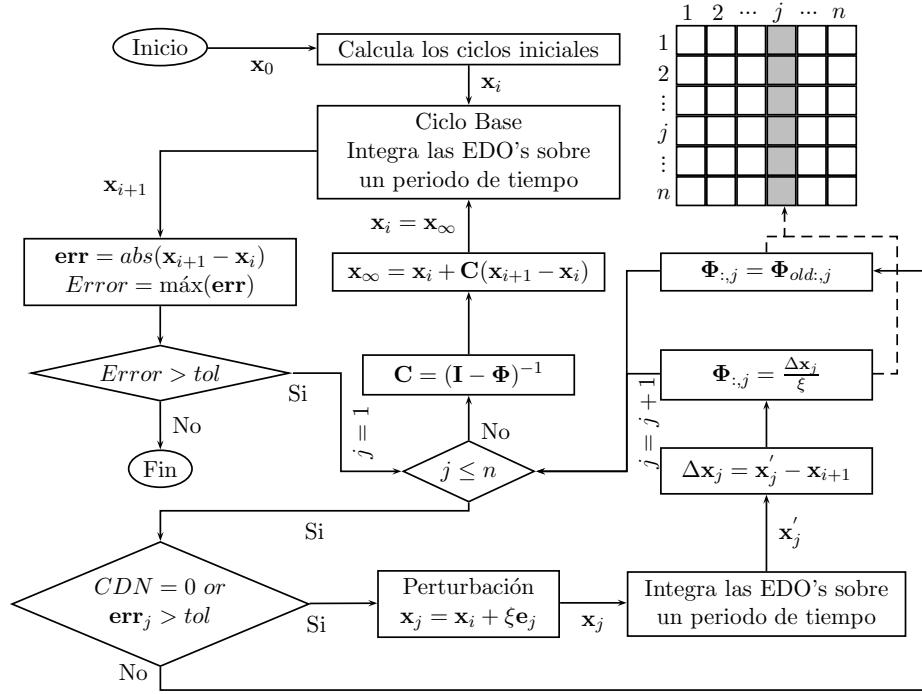 1 2 ⋯ j ⋯ n
1
2
⋮
j
⋮
n
Inicio
x₀
Calcula los ciclos iniciales
xᵢ
Ciclo Base
Integra las EDO's sobre
un periodo de tiempo
xᵢ₊₁
xᵢ = x∞
err = abs(xᵢ₊₁ − xᵢ)
Error = máx(err)
x∞ = xᵢ + C(xᵢ₊₁ − xᵢ)
Φ:,j = Φold:,j
Error > tol
Si
No
Fin
C = (I − Φ)⁻¹
Φ:,j = Δxⱼ/ξ
j = 1
No
j ≤ n
j = j + 1
Δxⱼ = x′ⱼ − xᵢ₊₁
Si
x′ⱼ
CDN = 0 or
errⱼ > tol
Si
Perturbación
xⱼ = xᵢ + ξeⱼ
xⱼ
Integra las EDO's sobre
un periodo de tiempo
No